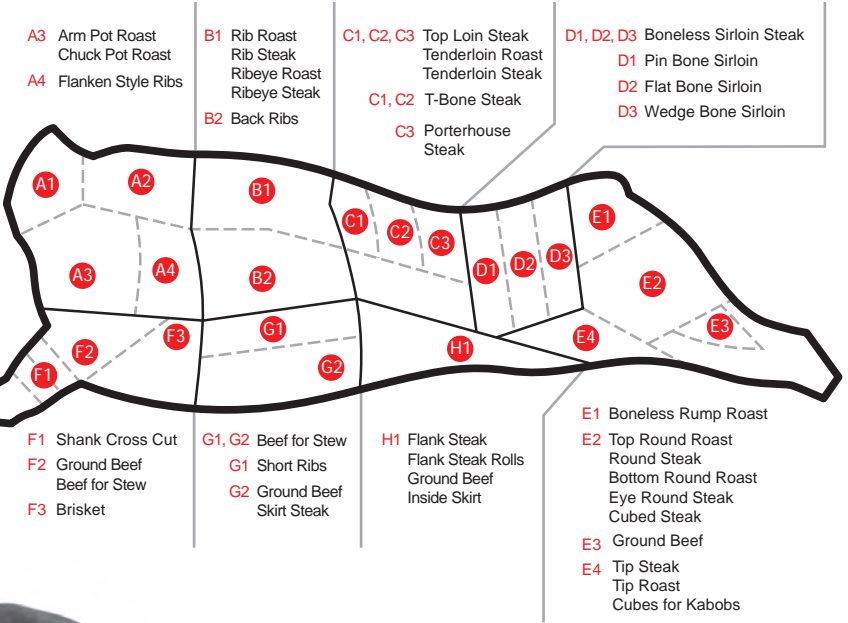 A3 Arm Pot Roast
Chuck Pot Roast
A4 Flanken Style Ribs
B1 Rib Roast
Rib Steak
Ribeye Roast
Ribeye Steak
B2 Back Ribs
C1, C2, C3 Top Loin Steak
Tenderloin Roast
Tenderloin Steak
C1, C2 T-Bone Steak
C3 Porterhouse
Steak
D1, D2, D3 Boneless Sirloin Steak
D1 Pin Bone Sirloin
D2 Flat Bone Sirloin
D3 Wedge Bone Sirloin
A1
A2
B1
C1
C2
C3
E1
A3
A4
B2
D1
D2
D3
E2
F1
F2
F3
G1
G2
H1
E4
E3
F1 Shank Cross Cut
F2 Ground Beef
Beef for Stew
F3 Brisket
G1, G2 Beef for Stew
G1 Short Ribs
G2 Ground Beef
Skirt Steak
H1 Flank Steak
Flank Steak Rolls
Ground Beef
Inside Skirt
E1 Boneless Rump Roast
E2 Top Round Roast
Round Steak
Bottom Round Roast
Eye Round Steak
Cubed Steak
E3 Ground Beef
E4 Tip Steak
Tip Roast
Cubes for Kabobs